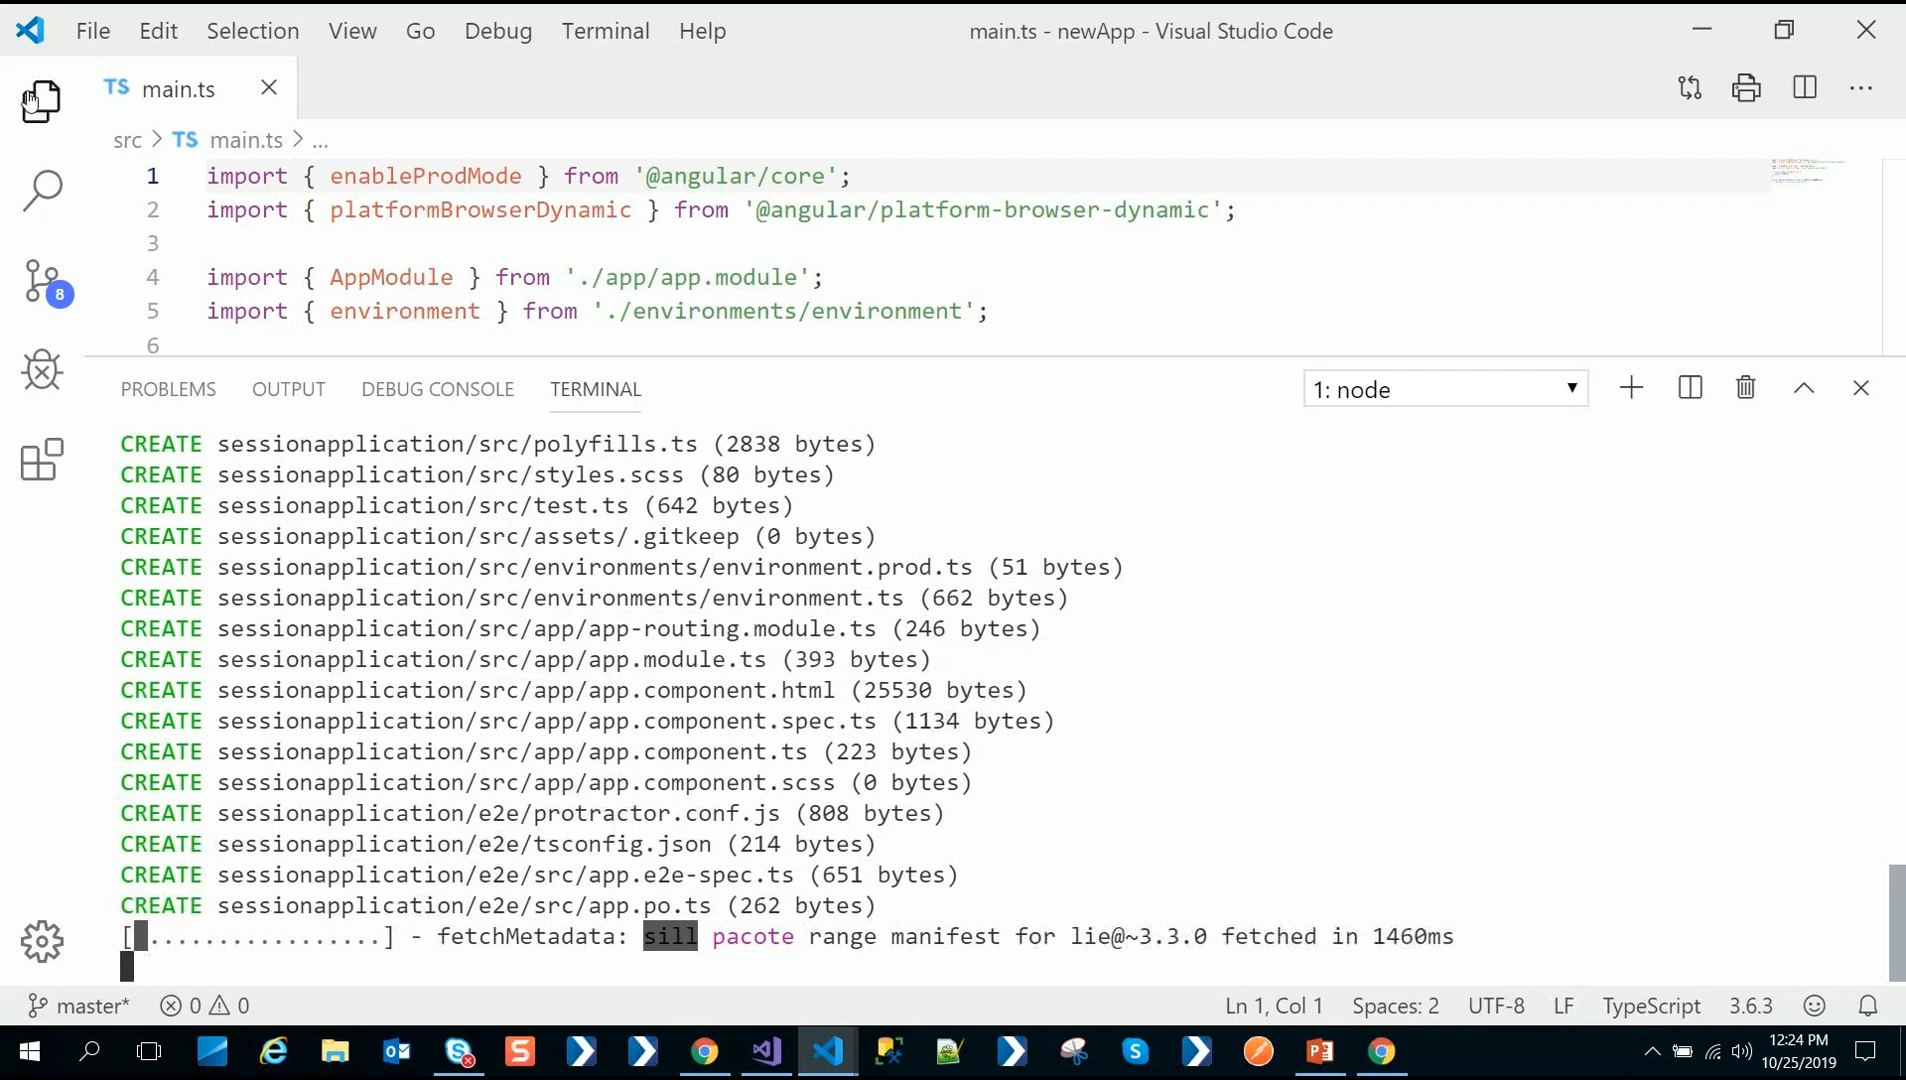 File Edit Selection View Go Debug Terminal Help main.ts - newApp - Visual Studio Code
TS main.ts
src > TS main.ts > ...
1 import { enableProdMode } from '@angular/core';
2 import { platformBrowserDynamic } from '@angular/platform-browser-dynamic';
3
4 import { AppModule } from './app/app.module';
5 import { environment } from './environments/environment';
6
8
PROBLEMS OUTPUT DEBUG CONSOLE TERMINAL 1: node
CREATE sessionapplication/src/polyfills.ts (2838 bytes)
CREATE sessionapplication/src/styles.scss (80 bytes)
CREATE sessionapplication/src/test.ts (642 bytes)
CREATE sessionapplication/src/assets/.gitkeep (0 bytes)
CREATE sessionapplication/src/environments/environment.prod.ts (51 bytes)
CREATE sessionapplication/src/environments/environment.ts (662 bytes)
CREATE sessionapplication/src/app/app-routing.module.ts (246 bytes)
CREATE sessionapplication/src/app/app.module.ts (393 bytes)
CREATE sessionapplication/src/app/app.component.html (25530 bytes)
CREATE sessionapplication/src/app/app.component.spec.ts (1134 bytes)
CREATE sessionapplication/src/app/app.component.ts (223 bytes)
CREATE sessionapplication/src/app/app.component.scss (0 bytes)
CREATE sessionapplication/e2e/protractor.conf.js (808 bytes)
CREATE sessionapplication/e2e/tsconfig.json (214 bytes)
CREATE sessionapplication/e2e/src/app.e2e-spec.ts (651 bytes)
CREATE sessionapplication/e2e/src/app.po.ts (262 bytes)
[ .................] - fetchMetadata: sill pacote range manifest for lie@~3.3.0 fetched in 1460ms
master* 0 0 Ln 1, Col 1 Spaces: 2 UTF-8 LF TypeScript 3.6.3
12:24 PM
10/25/2019